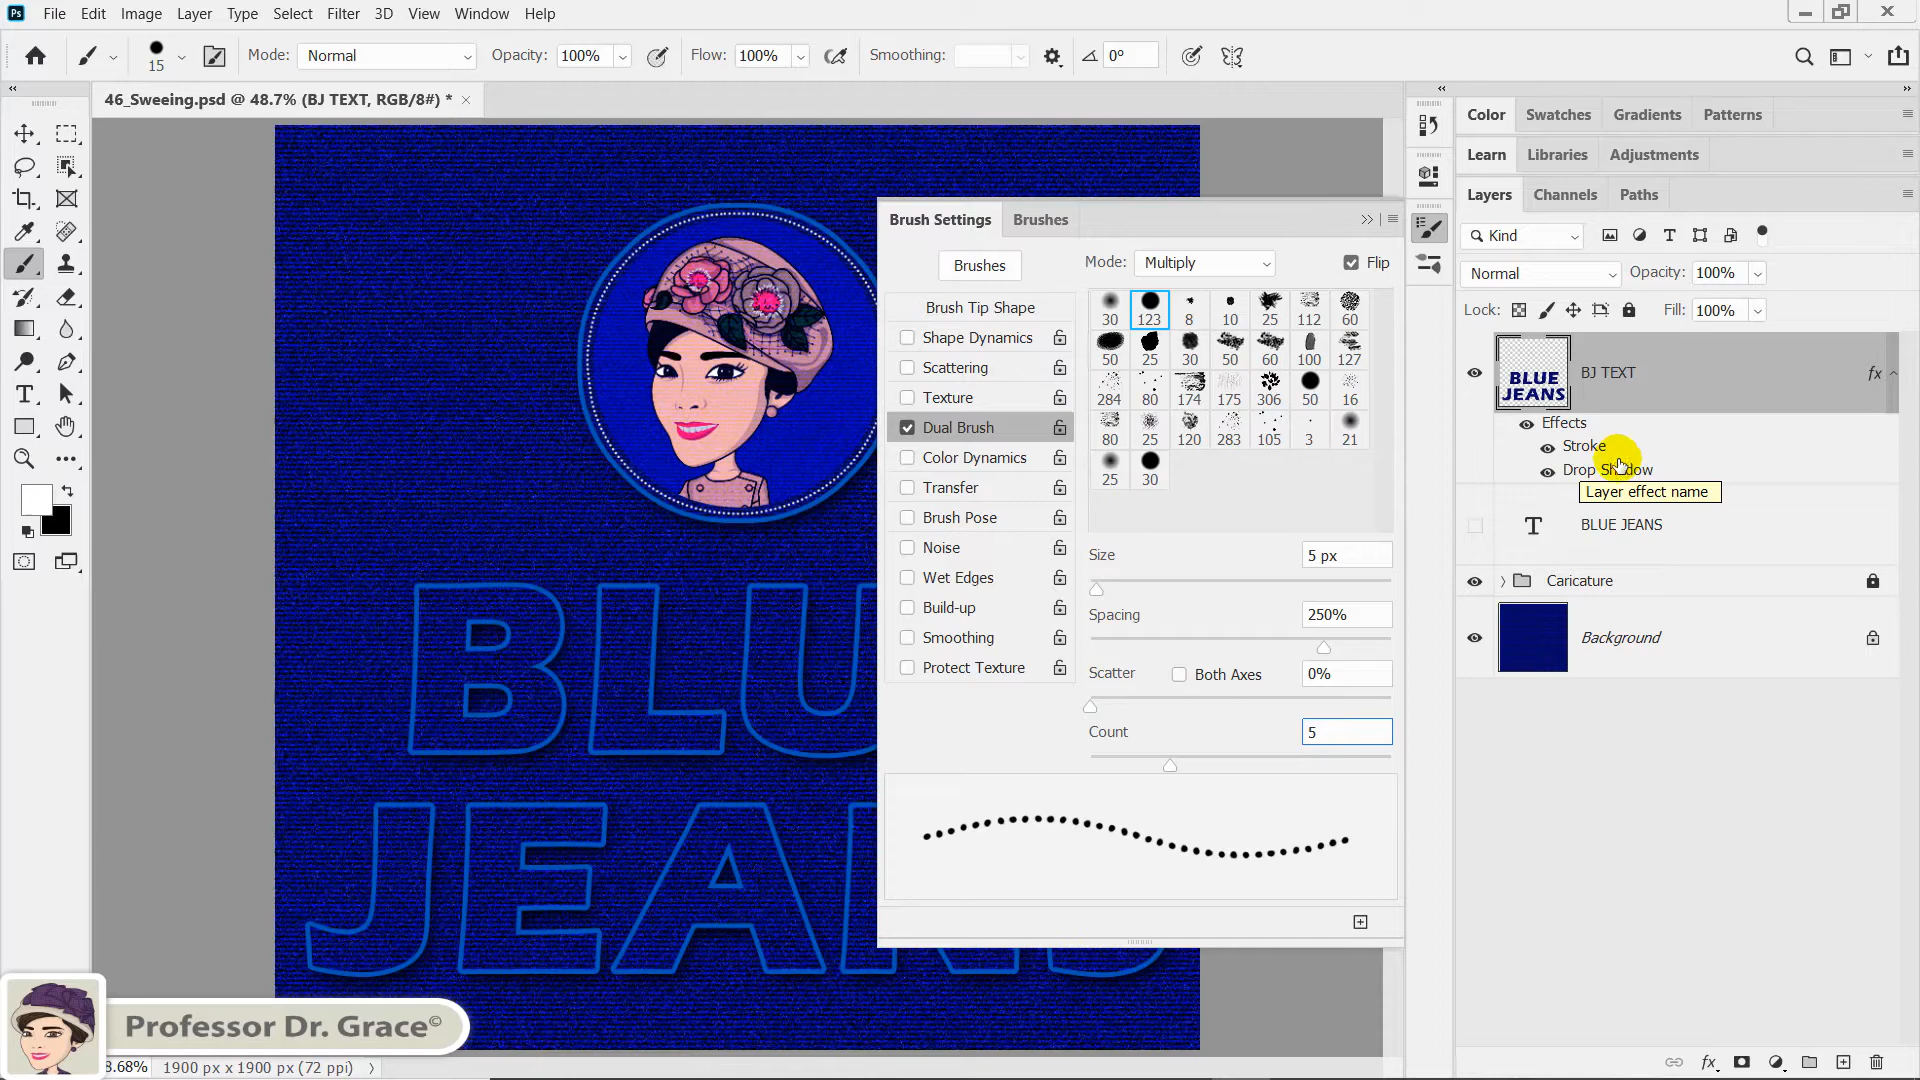 Ps File Edit Image Layer Type Select Filter 3D View Window Help
15 Mode: Normal Opacity: 100% Flow: 100% Smoothing: 0°
46_Sweeing.psd @ 48.7% (BJ TEXT, RGB/8#) * ×
BLU
JEANS
Professor Dr. Grace©
8.68% 1900 px x 1900 px (72 ppi)
Brush Settings Brushes
Brushes Mode: Multiply Flip
Brush Tip Shape
Shape Dynamics
Scattering
Texture
Dual Brush
Color Dynamics
Transfer
Brush Pose
Noise
Wet Edges
Build-up
Smoothing
Protect Texture
30 123 8 10 25 112 60
50 25 30 50 60 100 127
284 80 174 175 306 50 16
80 25 120 283 105 3 21
25 30
Size 5 px
Spacing 250%
Scatter Both Axes 0%
Count 5
Color Swatches Gradients Patterns
Learn Libraries Adjustments
Layers Channels Paths
Kind
Normal Opacity: 100%
Lock: Fill: 100%
BLUE
JEANS
BJ TEXT fx
Effects
Stroke
Drop Shadow
Layer effect name
T BLUE JEANS
Caricature
Background
fx